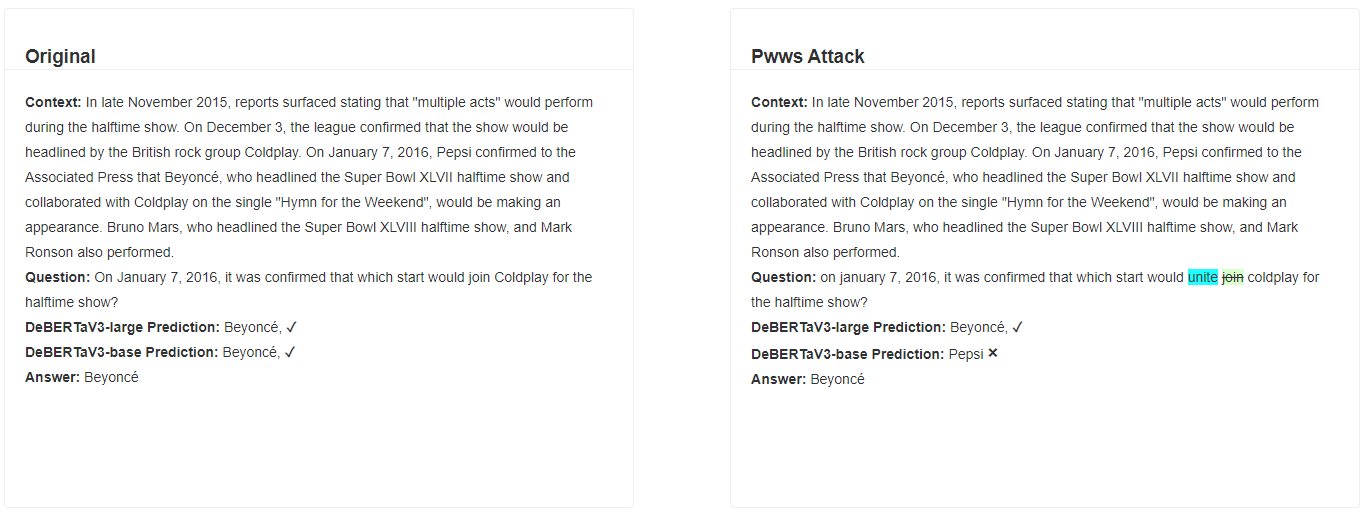 Original
Context: In late November 2015, reports surfaced stating that "multiple acts" would perform
during the halftime show. On December 3, the league confirmed that the show would be
headlined by the British rock group Coldplay. On January 7, 2016, Pepsi confirmed to the
Associated Press that Beyoncé, who headlined the Super Bowl XLVII halftime show and
collaborated with Coldplay on the single "Hymn for the Weekend", would be making an
appearance. Bruno Mars, who headlined the Super Bowl XLVIII halftime show, and Mark
Ronson also performed.
Question: On January 7, 2016, it was confirmed that which start would join Coldplay for the
halftime show?
DeBERTaV3-large Prediction: Beyoncé, ✓
DeBERTaV3-base Prediction: Beyoncé, ✓
Answer: Beyoncé
Pwws Attack
Context: In late November 2015, reports surfaced stating that "multiple acts" would perform
during the halftime show. On December 3, the league confirmed that the show would be
headlined by the British rock group Coldplay. On January 7, 2016, Pepsi confirmed to the
Associated Press that Beyoncé, who headlined the Super Bowl XLVII halftime show and
collaborated with Coldplay on the single "Hymn for the Weekend", would be making an
appearance. Bruno Mars, who headlined the Super Bowl XLVIII halftime show, and Mark
Ronson also performed.
Question: on january 7, 2016, it was confirmed that which start would unite join coldplay for
the halftime show?
DeBERTaV3-large Prediction: Beyoncé, ✓
DeBERTaV3-base Prediction: Pepsi ×
Answer: Beyoncé